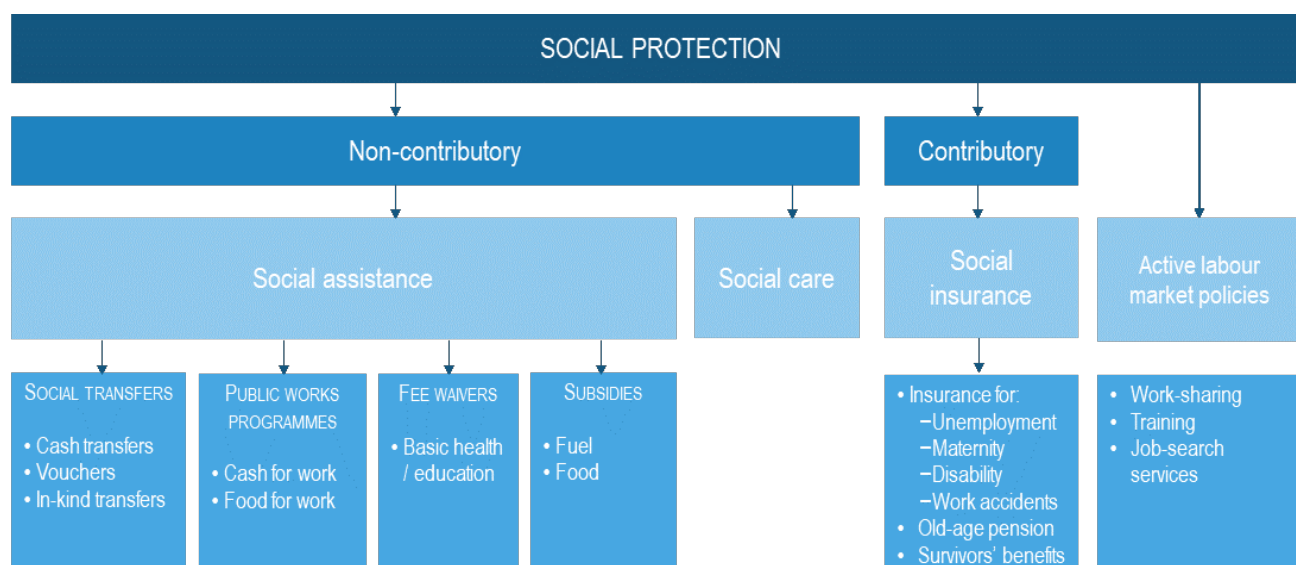 SOCIAL PROTECTION
Non-contributory
Contributory
Social assistance
Social care
Social
insurance
Active labour
market policies
SOCIAL TRANSFERS
• Cash transfers
• Vouchers
• In-kind transfers
PUBLIC WORKS
PROGRAMMES
• Cash for work
• Food for work
FEE WAIVERS
• Basic health
/ education
SUBSIDIES
• Fuel
• Food
• Insurance for:
–Unemployment
–Maternity
–Disability
–Work accidents
• Old-age pension
• Survivors' benefits
• Work-sharing
• Training
• Job-search
services